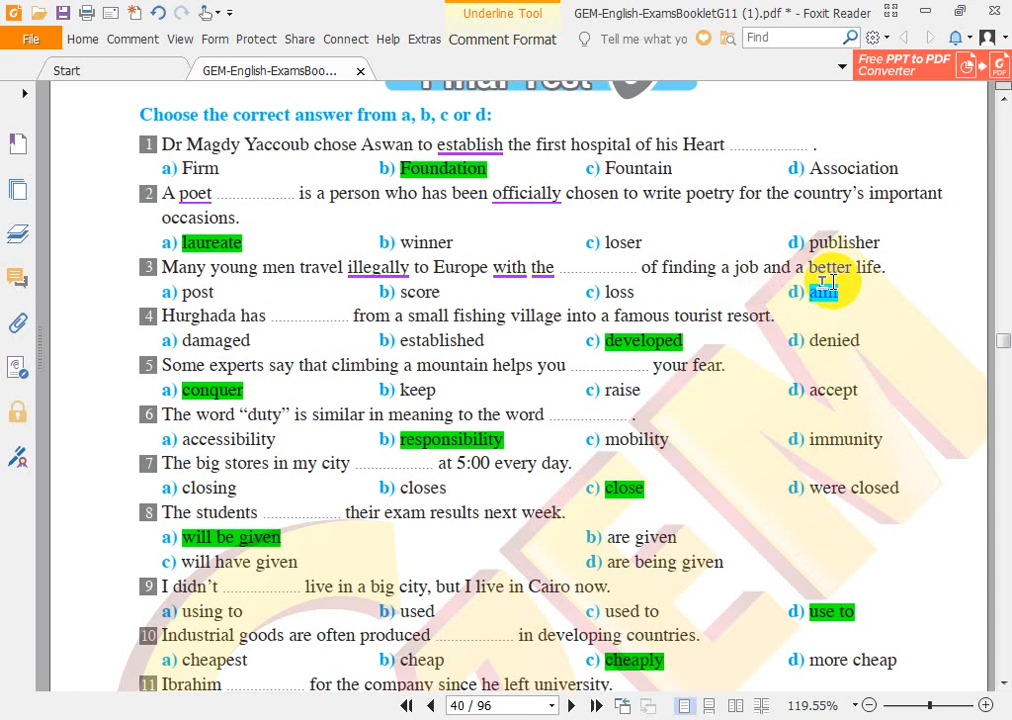 Underline Tool
GEM-English-ExamsBookletG11 (1).pdf * - Foxit Reader
File Home Comment View Form Protect Share Connect Help Extras Comment Format Tell me what yo Find
Start GEM-English-ExamsBoo...
Free PPT to PDF
Converter
PDF
Final Test
Choose the correct answer from a, b, c or d:
1 Dr Magdy Yaccoub chose Aswan to establish the first hospital of his Heart .................... .
a) Firm b) Foundation c) Fountain d) Association
2 A poet .................... is a person who has been officially chosen to write poetry for the country's important
occasions.
a) laureate b) winner c) loser d) publisher
3 Many young men travel illegally to Europe with the .................... of finding a job and a better life.
a) post b) score c) loss d) aim
4 Hurghada has .................... from a small fishing village into a famous tourist resort.
a) damaged b) established c) developed d) denied
5 Some experts say that climbing a mountain helps you .................... your fear.
a) conquer b) keep c) raise d) accept
6 The word “duty” is similar in meaning to the word .................... .
a) accessibility b) responsibility c) mobility d) immunity
7 The big stores in my city .................... at 5:00 every day.
a) closing b) closes c) close d) were closed
8 The students .................... their exam results next week.
a) will be given b) are given
c) will have given d) are being given
9 I didn't .................... live in a big city, but I live in Cairo now.
a) using to b) used c) used to d) use to
10 Industrial goods are often produced .................... in developing countries.
a) cheapest b) cheap c) cheaply d) more cheap
11 Ibrahim .................... for the company since he left university.
40 / 96 119.55%